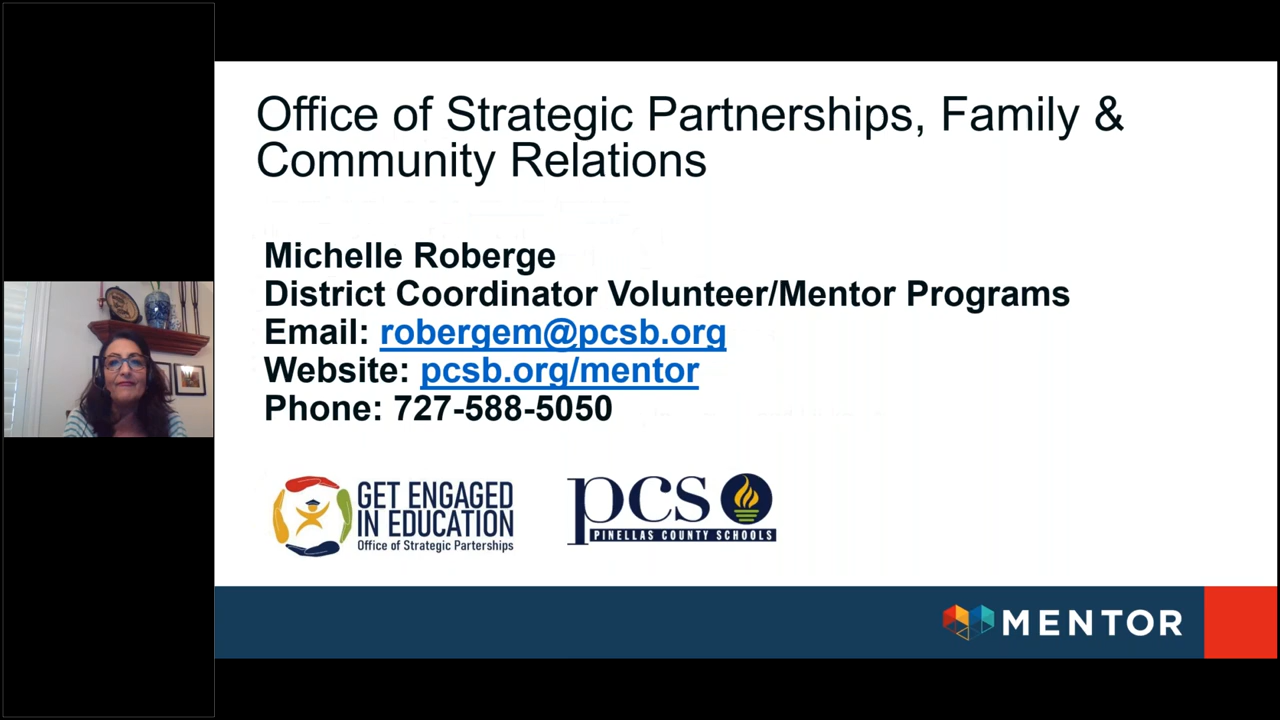 Office of Strategic Partnerships, Family &
Community Relations
Michelle Roberge
District Coordinator Volunteer/Mentor Programs
Email: robergem@pcsb.org
Website: pcsb.org/mentor
Phone: 727-588-5050
GET ENGAGED
IN EDUCATION
Office of Strategic Parterships
pcs
PINELLAS COUNTY SCHOOLS
MENTOR